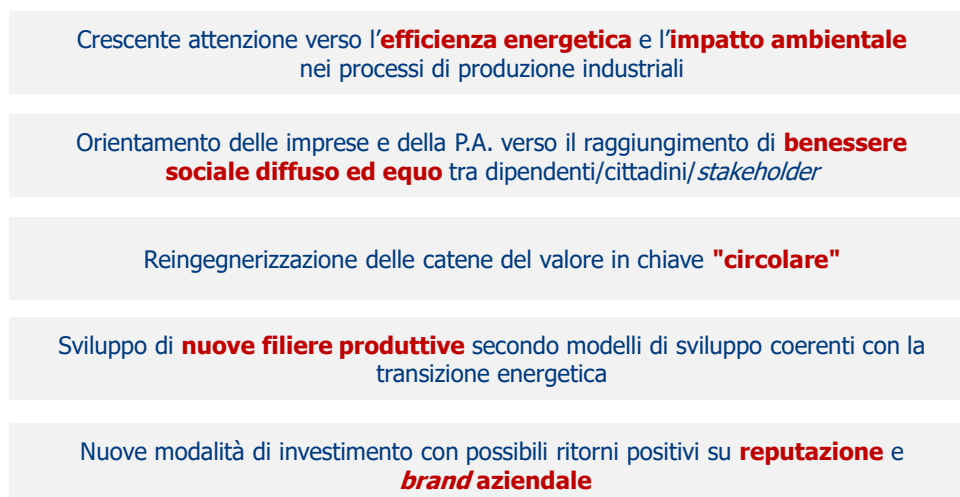 Crescente attenzione verso l'efficienza energetica e l'impatto ambientale
nei processi di produzione industriali
Orientamento delle imprese e della P.A. verso il raggiungimento di benessere
sociale diffuso ed equo tra dipendenti/cittadini/stakeholder
Reingegnerizzazione delle catene del valore in chiave "circolare"
Sviluppo di nuove filiere produttive secondo modelli di sviluppo coerenti con la
transizione energetica
Nuove modalità di investimento con possibili ritorni positivi su reputazione e
brand aziendale